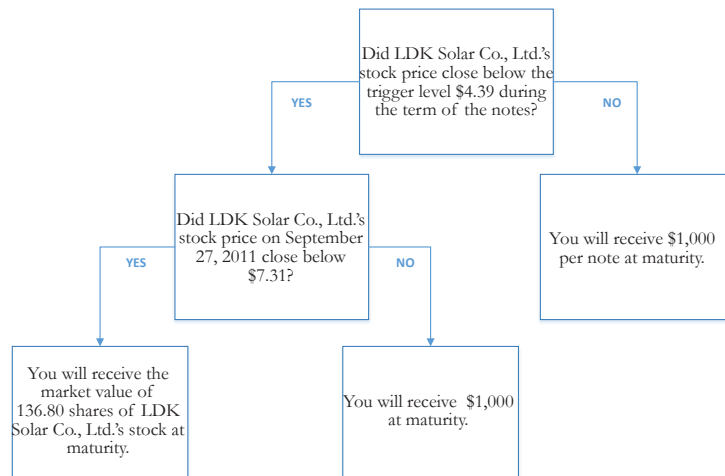 Did LDK Solar Co., Ltd.'s
stock price close below the
trigger level $4.39 during
the term of the notes?
YES
NO
Did LDK Solar Co., Ltd.'s
stock price on September
27, 2011 close below
$7.31?
You will receive $1,000
per note at maturity.
YES
NO
You will receive the
market value of
136.80 shares of LDK
Solar Co., Ltd.'s stock at
maturity.
You will receive $1,000
at maturity.